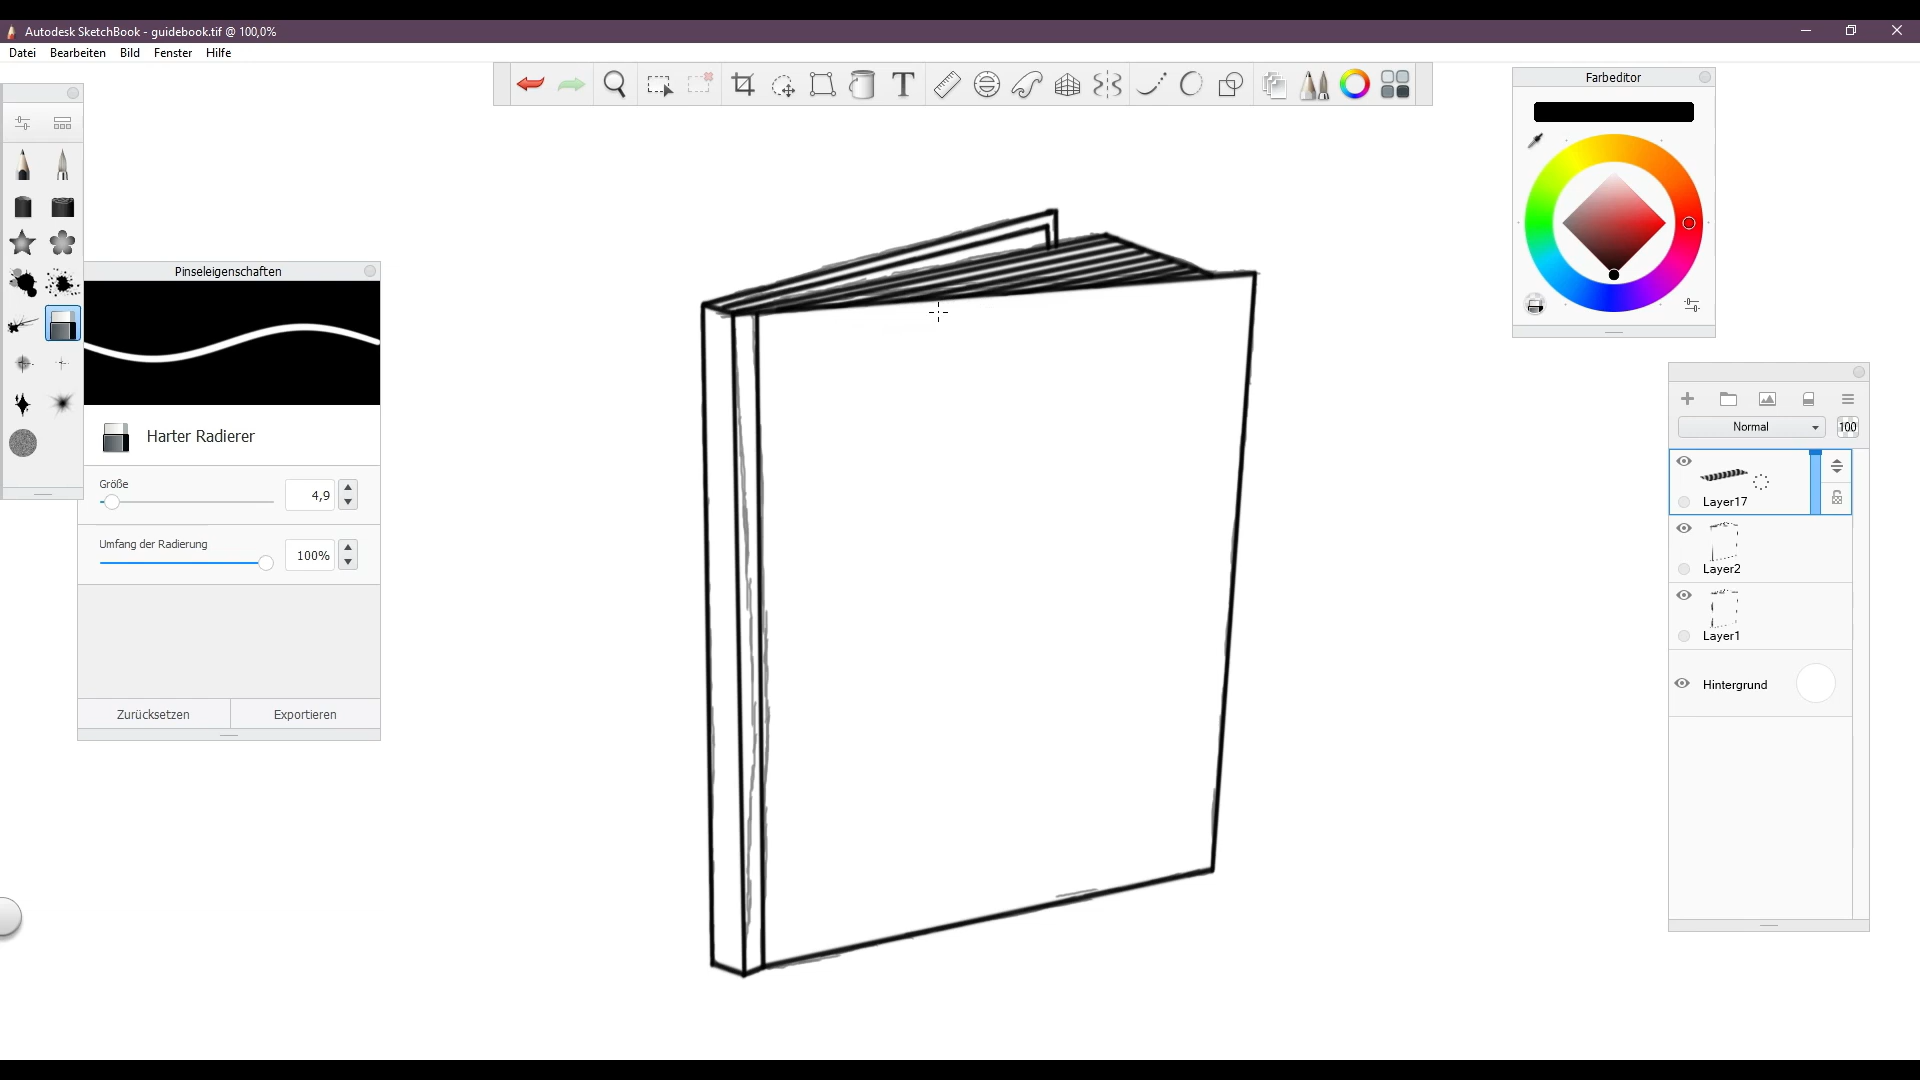 Autodesk SketchBook - guidebook.tif @ 100,0%
Datei Bearbeiten Bild Fenster Hilfe
T
Farbeditor
Pinseleigenschaften
Harter Radierer
Größe
4,9
Umfang der Radierung
100%
Zurücksetzen Exportieren
Normal 100
Layer17
Layer2
Layer1
Hintergrund